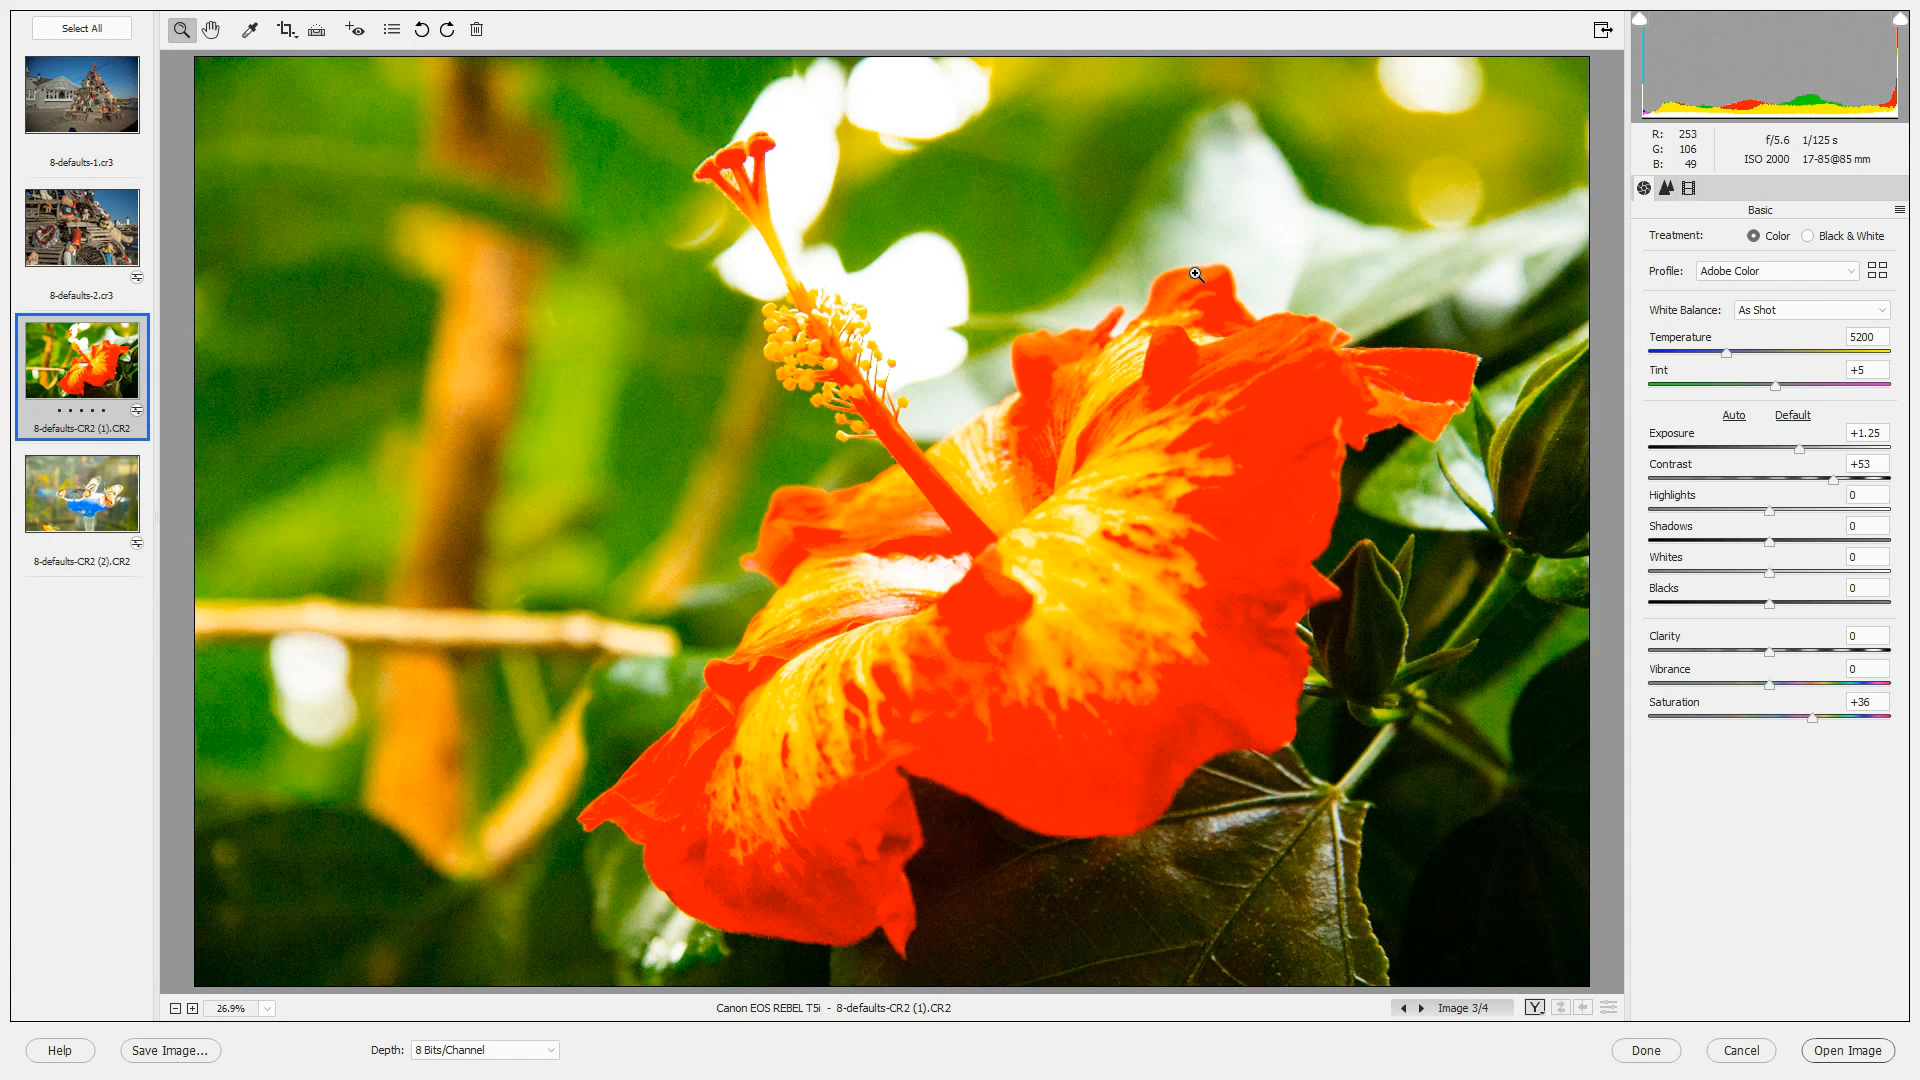 Select All
8-defaults-1.cr3
8-defaults-2.cr3
8-defaults-CR2 (1).CR2
8-defaults-CR2 (2).CR2
R: 253
G: 106
B: 49
f/5.6 1/125 s
ISO 2000 17-85@85 mm
Basic
Treatment: Color Black & White
Profile: Adobe Color
White Balance: As Shot
Temperature 5200
Tint +5
Auto Default
Exposure +1.25
Contrast +53
Highlights 0
Shadows 0
Whites 0
Blacks 0
Clarity 0
Vibrance 0
Saturation +36
26.9%
Canon EOS REBEL T5i - 8-defaults-CR2 (1).CR2
Image 3/4
Y
Help
Save Image...
Depth: 8 Bits/Channel
Done
Cancel
Open Image